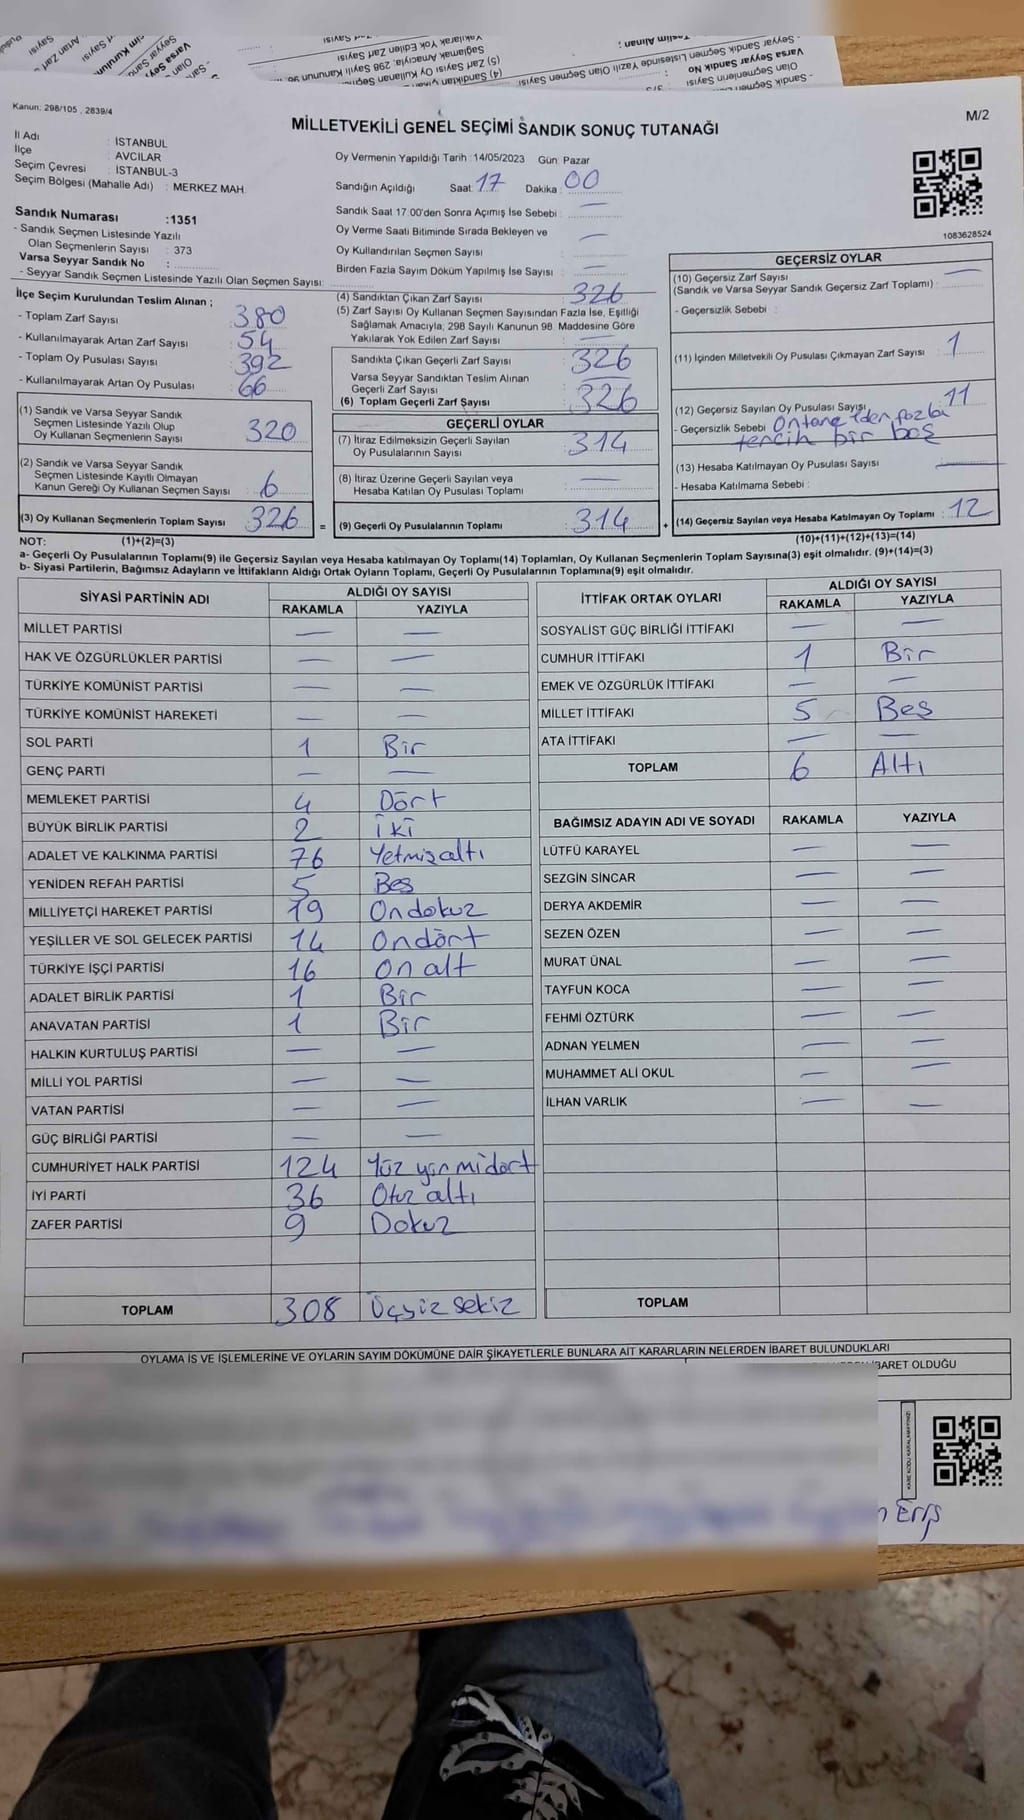 Kanun: 298/105 , 2839/4
MİLLETVEKİLİ GENEL SEÇİMİ SANDIK SONUÇ TUTANAĞI
M/2
İl Adı : İSTANBUL
İlçe : AVCILAR
Seçim Çevresi : İSTANBUL-3
Seçim Bölgesi (Mahalle Adı) : MERKEZ MAH.
Sandık Numarası :1351
- Sandık Seçmen Listesinde Yazılı
Olan Seçmenlerin Sayısı : 373
Varsa Seyyar Sandık No :
- Seyyar Sandık Seçmen Listesinde Yazılı Olan Seçmen Sayısı:
Oy Vermenin Yapıldığı Tarih :14/05/2023 Gün: Pazar
Sandığın Açıldığı Saat: 17 Dakika: 00
Sandık Saat 17:00'den Sonra Açımış İse Sebebi : —
Oy Verme Saati Bitiminde Sırada Bekleyen ve
Oy Kullandırılan Seçmen Sayısı : —
Birden Fazla Sayım Döküm Yapılmış İse Sayısı : —
1083628524
İlçe Seçim Kurulundan Teslim Alınan ;
- Toplam Zarf Sayısı : 380
- Kullanılmayarak Artan Zarf Sayısı : 54
- Toplam Oy Pusulası Sayısı : 392
- Kullanılmayarak Artan Oy Pusulası : 66
(1) Sandık ve Varsa Seyyar Sandık
Seçmen Listesinde Yazılı Olup
Oy Kullanan Seçmenlerin Sayısı : 320
(2) Sandık ve Varsa Seyyar Sandık
Seçmen Listesinde Kayıtlı Olmayan
Kanun Gereği Oy Kullanan Seçmen Sayısı : 6
(3) Oy Kullanan Seçmenlerin Toplam Sayısı : 326
(4) Sandıktan Çıkan Zarf Sayısı : 326
(5) Zarf Sayısı Oy Kullanan Seçmen Sayısından Fazla İse, Eşitliği
Sağlamak Amacıyla, 298 Sayılı Kanunun 98. Maddesine Göre
Yakılarak Yok Edilen Zarf Sayısı : —
Sandıkta Çıkan Geçerli Zarf Sayısı : 326
Varsa Seyyar Sandıktan Teslim Alınan
Geçerli Zarf Sayısı : —
(6) Toplam Geçerli Zarf Sayısı : 326
GEÇERLİ OYLAR
(7) İtiraz Edilmeksizin Geçerli Sayılan
Oy Pusulalarının Sayısı : 314
(8) İtiraz Üzerine Geçerli Sayılan veya
Hesaba Katılan Oy Pusulası Toplamı : —
= (9) Geçerli Oy Pusulalarının Toplamı : 314
GEÇERSİZ OYLAR
(10) Geçersiz Zarf Sayısı
(Sandık ve Varsa Seyyar Sandık Geçersiz Zarf Toplamı) : —
- Geçersizlik Sebebi :
(11) İçinden Milletvekili Oy Pusulası Çıkmayan Zarf Sayısı : 1
(12) Geçersiz Sayılan Oy Pusulası Sayısı : 11
- Geçersizlik Sebebi : Ontane 1den fazla
tercih bir boş
(13) Hesaba Katılmayan Oy Pusulası Sayısı : —
- Hesaba Katılmama Sebebi :
+ (14) Geçersiz Sayılan veya Hesaba Katılmayan Oy Toplamı : 12
NOT: (1)+(2)=(3) (10)+(11)+(12)+(13)=(14)
a- Geçerli Oy Pusulalarının Toplamı(9) ile Geçersiz Sayılan veya Hesaba katılmayan Oy Toplamı(14) Toplamları, Oy Kullanan Seçmenlerin Toplam Sayısına(3) eşit olmalıdır. (9)+(14)=(3)
b- Siyasi Partilerin, Bağımsız Adayların ve İttifakların Aldığı Ortak Oyların Toplamı, Geçerli Oy Pusulalarının Toplamına(9) eşit olmalıdır.
SİYASİ PARTİNİN ADI ALDIĞI OY SAYISI
RAKAMLA YAZIYLA
MİLLET PARTİSİ — —
HAK VE ÖZGÜRLÜKLER PARTİSİ — —
TÜRKİYE KOMÜNİST PARTİSİ — —
TÜRKİYE KOMÜNİST HAREKETİ — —
SOL PARTİ 1 Bir
GENÇ PARTİ — —
MEMLEKET PARTİSİ 4 Dört
BÜYÜK BİRLİK PARTİSİ 2 İki
ADALET VE KALKINMA PARTİSİ 76 Yetmişaltı
YENİDEN REFAH PARTİSİ 5 Beş
MİLLİYETÇİ HAREKET PARTİSİ 19 Ondokuz
YEŞİLLER VE SOL GELECEK PARTİSİ 14 Ondört
TÜRKİYE İŞÇİ PARTİSİ 16 On alt
ADALET BİRLİK PARTİSİ 1 Bir
ANAVATAN PARTİSİ 1 Bir
HALKIN KURTULUŞ PARTİSİ — —
MİLLİ YOL PARTİSİ — —
VATAN PARTİSİ — —
GÜÇ BİRLİĞİ PARTİSİ — —
CUMHURİYET HALK PARTİSİ 124 Yüz yirmidört
İYİ PARTİ 36 Otuz altı
ZAFER PARTİSİ 9 Dokuz
TOPLAM 308 Üçyüz sekiz
İTTİFAK ORTAK OYLARI ALDIĞI OY SAYISI
RAKAMLA YAZIYLA
SOSYALİST GÜÇ BİRLİĞİ İTTİFAKI — —
CUMHUR İTTİFAKI 1 Bir
EMEK VE ÖZGÜRLÜK İTTİFAKI — —
MİLLET İTTİFAKI 5 Beş
ATA İTTİFAKI — —
TOPLAM 6 Altı
BAĞIMSIZ ADAYIN ADI VE SOYADI RAKAMLA YAZIYLA
LÜTFÜ KARAYEL — —
SEZGİN SİNCAR — —
DERYA AKDEMİR — —
SEZEN ÖZEN — —
MURAT ÜNAL — —
TAYFUN KOCA — —
FEHMİ ÖZTÜRK — —
ADNAN YELMEN — —
MUHAMMET ALİ OKUL — —
İLHAN VARLIK — —
TOPLAM
OYLAMA İŞ VE İŞLEMLERİNE VE OYLARIN SAYIM DÖKÜMÜNE DAİR ŞİKAYETLERLE BUNLARA AİT KARARLARIN NELERDEN İBARET BULUNDUKLARI
BARET OLDUĞU